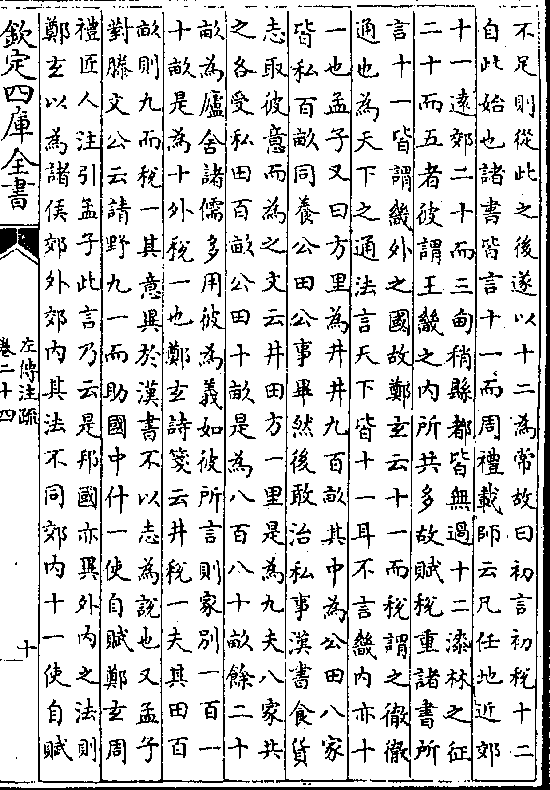 不足則從此之後遂以十二為常故曰初言初税十二
自此始也諸書皆言十一而周禮載師云凡任地近郊
十一逺郊二十而三甸稍縣都皆無過十二漆林之征
二十而五者彼謂王畿之内所共多故賦税重諸書所
言十一皆謂畿外之國故鄭玄云十一而税謂之徹徹
通也為天下之通法言天下皆十一耳不言畿内亦十
一也孟子又曰方里為井井九百畝其中為公田八家
皆私百畝同養公田公事畢然後敢治私事漢書食貨
志取彼意而為之文云井田方一里是為九夫八家共
之各受私田百畝公田十畝是為八百八十畝餘二十
畝為廬舍諸儒多用彼為義如彼所言則家别一百一
十畝是為十外税一也鄭玄詩箋云井税一夫其田百
畝則九而税一其意異於漢書不以志為說也又孟子
對滕文公云請野九一而助國中什一使自賦鄭玄周
禮匠人注引孟子此言乃云是邦國亦異外内之法則
鄭玄以為諸侯郊外郊内其法不同郊内十一使自賦
欽定四庫全書
左傳注疏
卷二十四
十